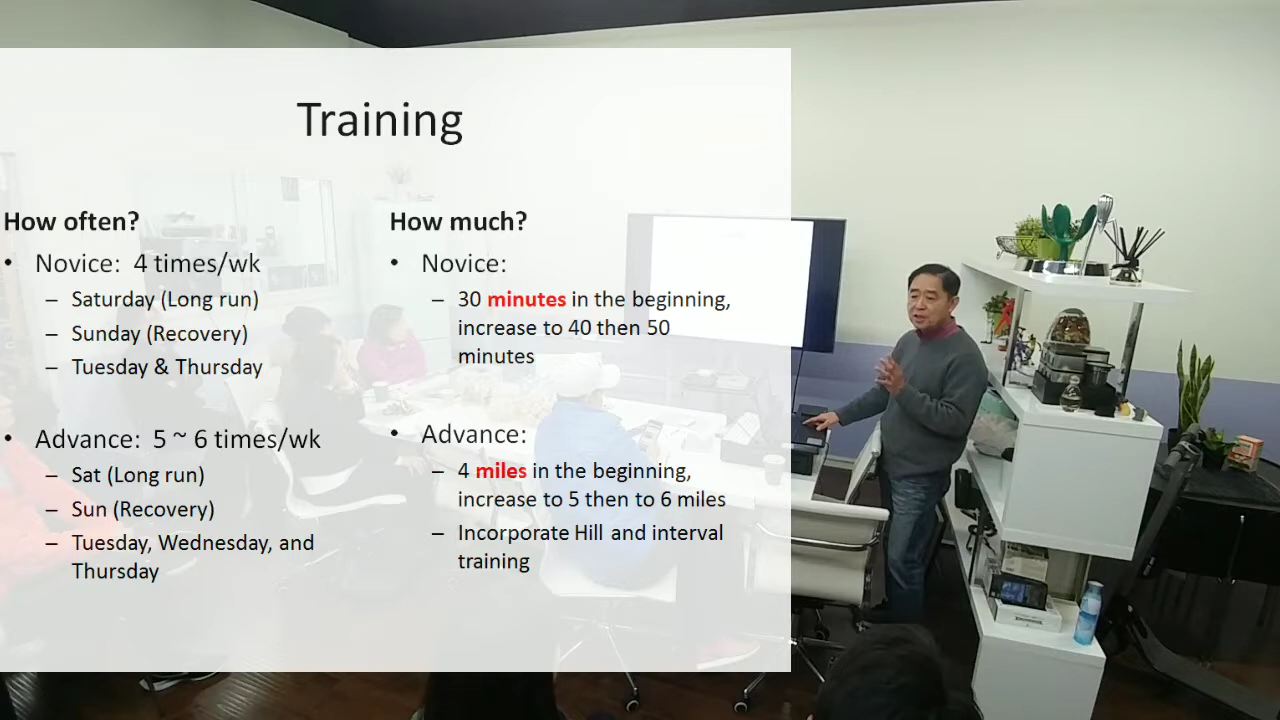 Training
How often?
• Novice: 4 times/wk
– Saturday (Long run)
– Sunday (Recovery)
– Tuesday & Thursday
• Advance: 5 ~ 6 times/wk
– Sat (Long run)
– Sun (Recovery)
– Tuesday, Wednesday, and
Thursday
How much?
• Novice:
– 30 minutes in the beginning,
increase to 40 then 50
minutes
• Advance:
– 4 miles in the beginning,
increase to 5 then to 6 miles
– Incorporate Hill and interval
training